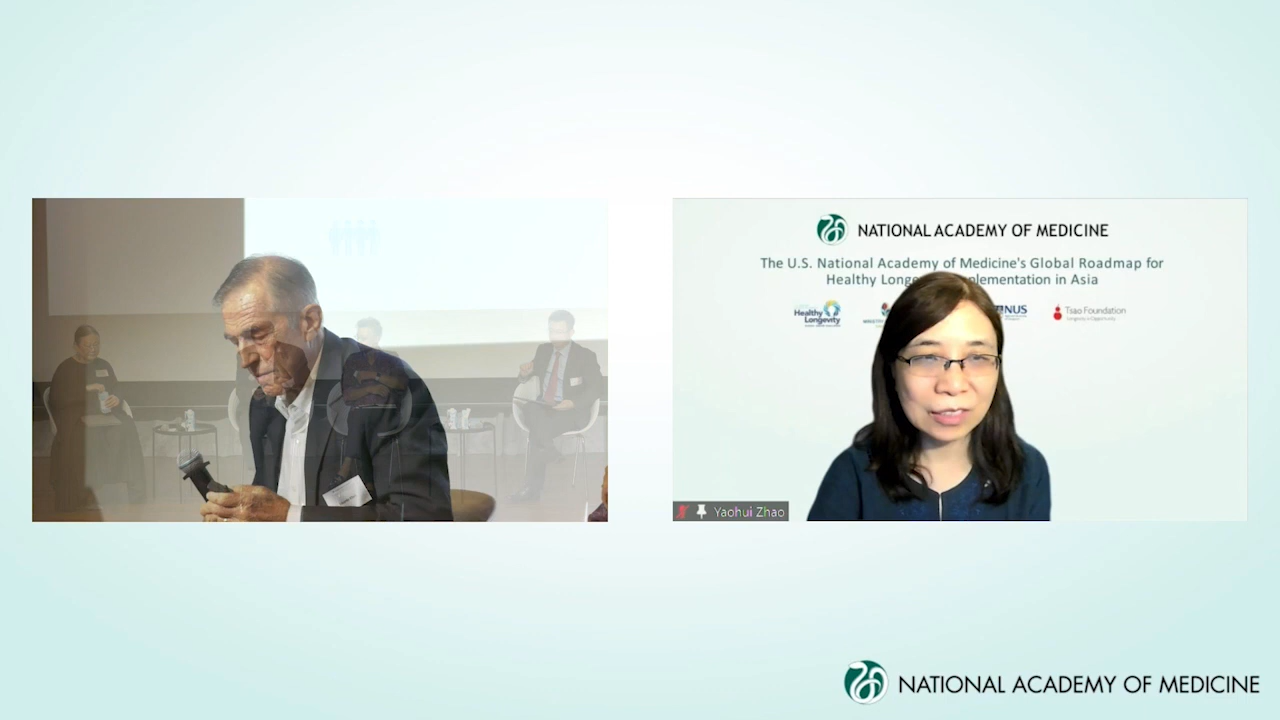 NATIONAL ACADEMY OF MEDICINE
The U.S. National Academy of Medicine's Global Roadmap for
Healthy Longe plementation in Asia
Healthy Longevity
NUS
Tsao Foundation
Yaohui Zhao
NATIONAL ACADEMY OF MEDICINE